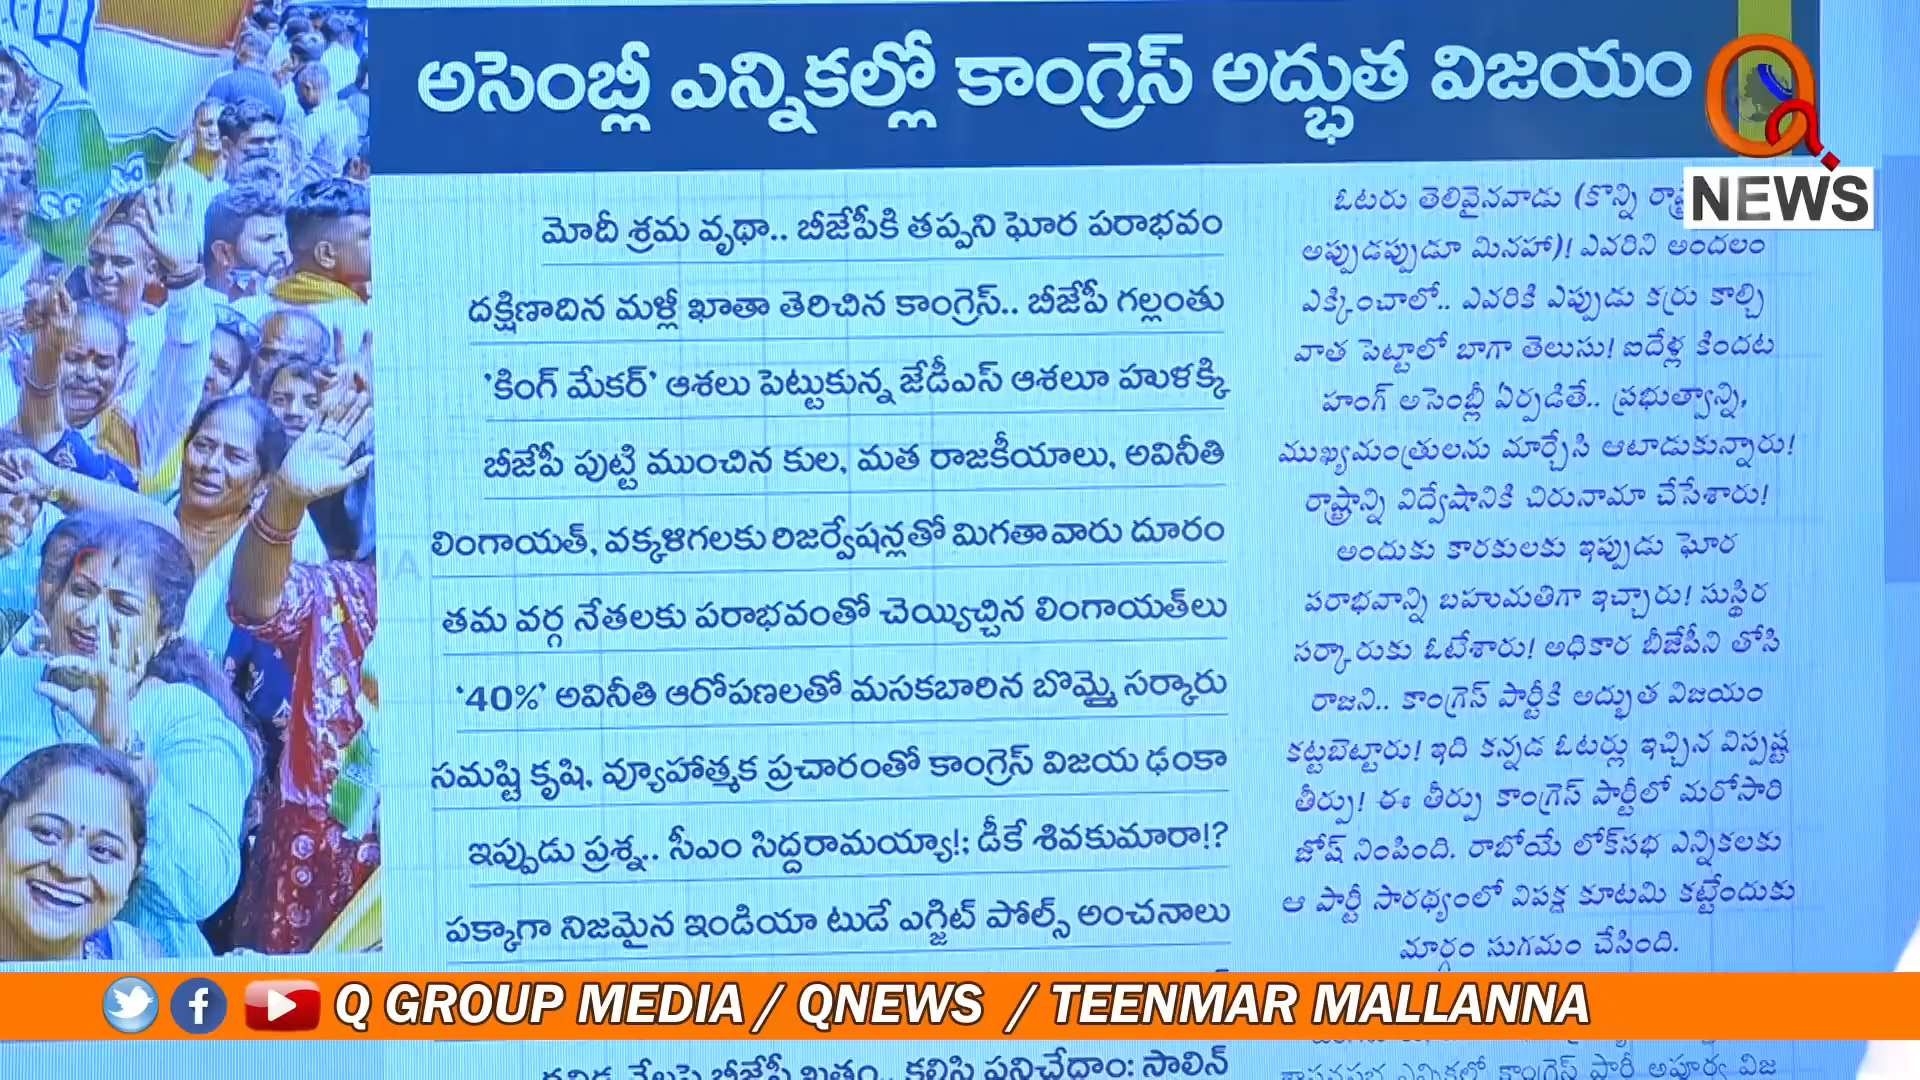 అసెంబ్లీ ఎన్నికల్లో కాంగ్రెస్ అద్భుత విజయం
NEWS
మోదీ శ్రమ వృథా.. బీజేపీకి తప్పని ఘోర పరాభవం
దక్షిణాదిన మళ్లీ ఖాతా తెరిచిన కాంగ్రెస్.. బీజేపీ గల్లంతు
'కింగ్ మేకర్' ఆశలు పెట్టుకున్న జేడీఎస్ ఆశలూ హుళక్కి
బీజేపీ పుట్టి ముంచిన కుల, మత రాజకీయాలు, అవినీతి
లింగాయత్, వక్కళిగలకు రిజర్వేషన్లతో మిగతావారు దూరం
తమ వర్గ నేతలకు పరాభవంతో చెయ్యిచ్చిన లింగాయత్‌లు
'40%' అవినీతి ఆరోపణలతో మసకబారిన బొమ్మై సర్కారు
సమష్టి కృషి, వ్యూహాత్మక ప్రచారంతో కాంగ్రెస్ విజయ ఢంకా
ఇప్పుడు ప్రశ్న.. సీఎం సిద్దరామయ్యా!; డీకే శివకుమారా!?
పక్కాగా నిజమైన ఇండియా టుడే ఎగ్జిట్ పోల్స్ అంచనాలు
బీజేపీ ఖతం.. కలిసి పనిచేద్దాం: స్టాలిన్
ఓటరు తెలివైనవాడు (కొన్ని
అప్పుడప్పుడూ మినహా)! ఎవరిని అందలం
ఎక్కించాలో.. ఎవరికి ఎప్పుడు కర్రు కాల్చి
వాత పెట్టాలో బాగా తెలుసు! ఐదేళ్ల కిందట
హంగ్ అసెంబ్లీ ఏర్పడితే.. ప్రభుత్వాన్ని,
ముఖ్యమంత్రులను మార్చేసి ఆటాడుకున్నారు!
రాష్ట్రాన్ని విద్వేషానికి చిరునామా చేసేశారు!
అందుకు కారకులకు ఇప్పుడు ఘోర
పరాభవాన్ని బహుమతిగా ఇచ్చారు! సుస్థిర
సర్కారుకు ఓటేశారు! అధికార బీజేపీని తోసి
రాజని.. కాంగ్రెస్ పార్టీకి అద్భుత విజయం
కట్టబెట్టారు! ఇది కన్నడ ఓటర్లు ఇచ్చిన విస్పష్ట
తీర్పు! ఈ తీర్పు కాంగ్రెస్ పార్టీలో మరోసారి
జోష్ నింపింది. రాబోయే లోక్‌సభ ఎన్నికలకు
ఆ పార్టీ సారథ్యంలో విపక్ష కూటమి కట్టేందుకు
మార్గం సుగమం చేసింది.
Q GROUP MEDIA / QNEWS / TEENMAR MALLANNA